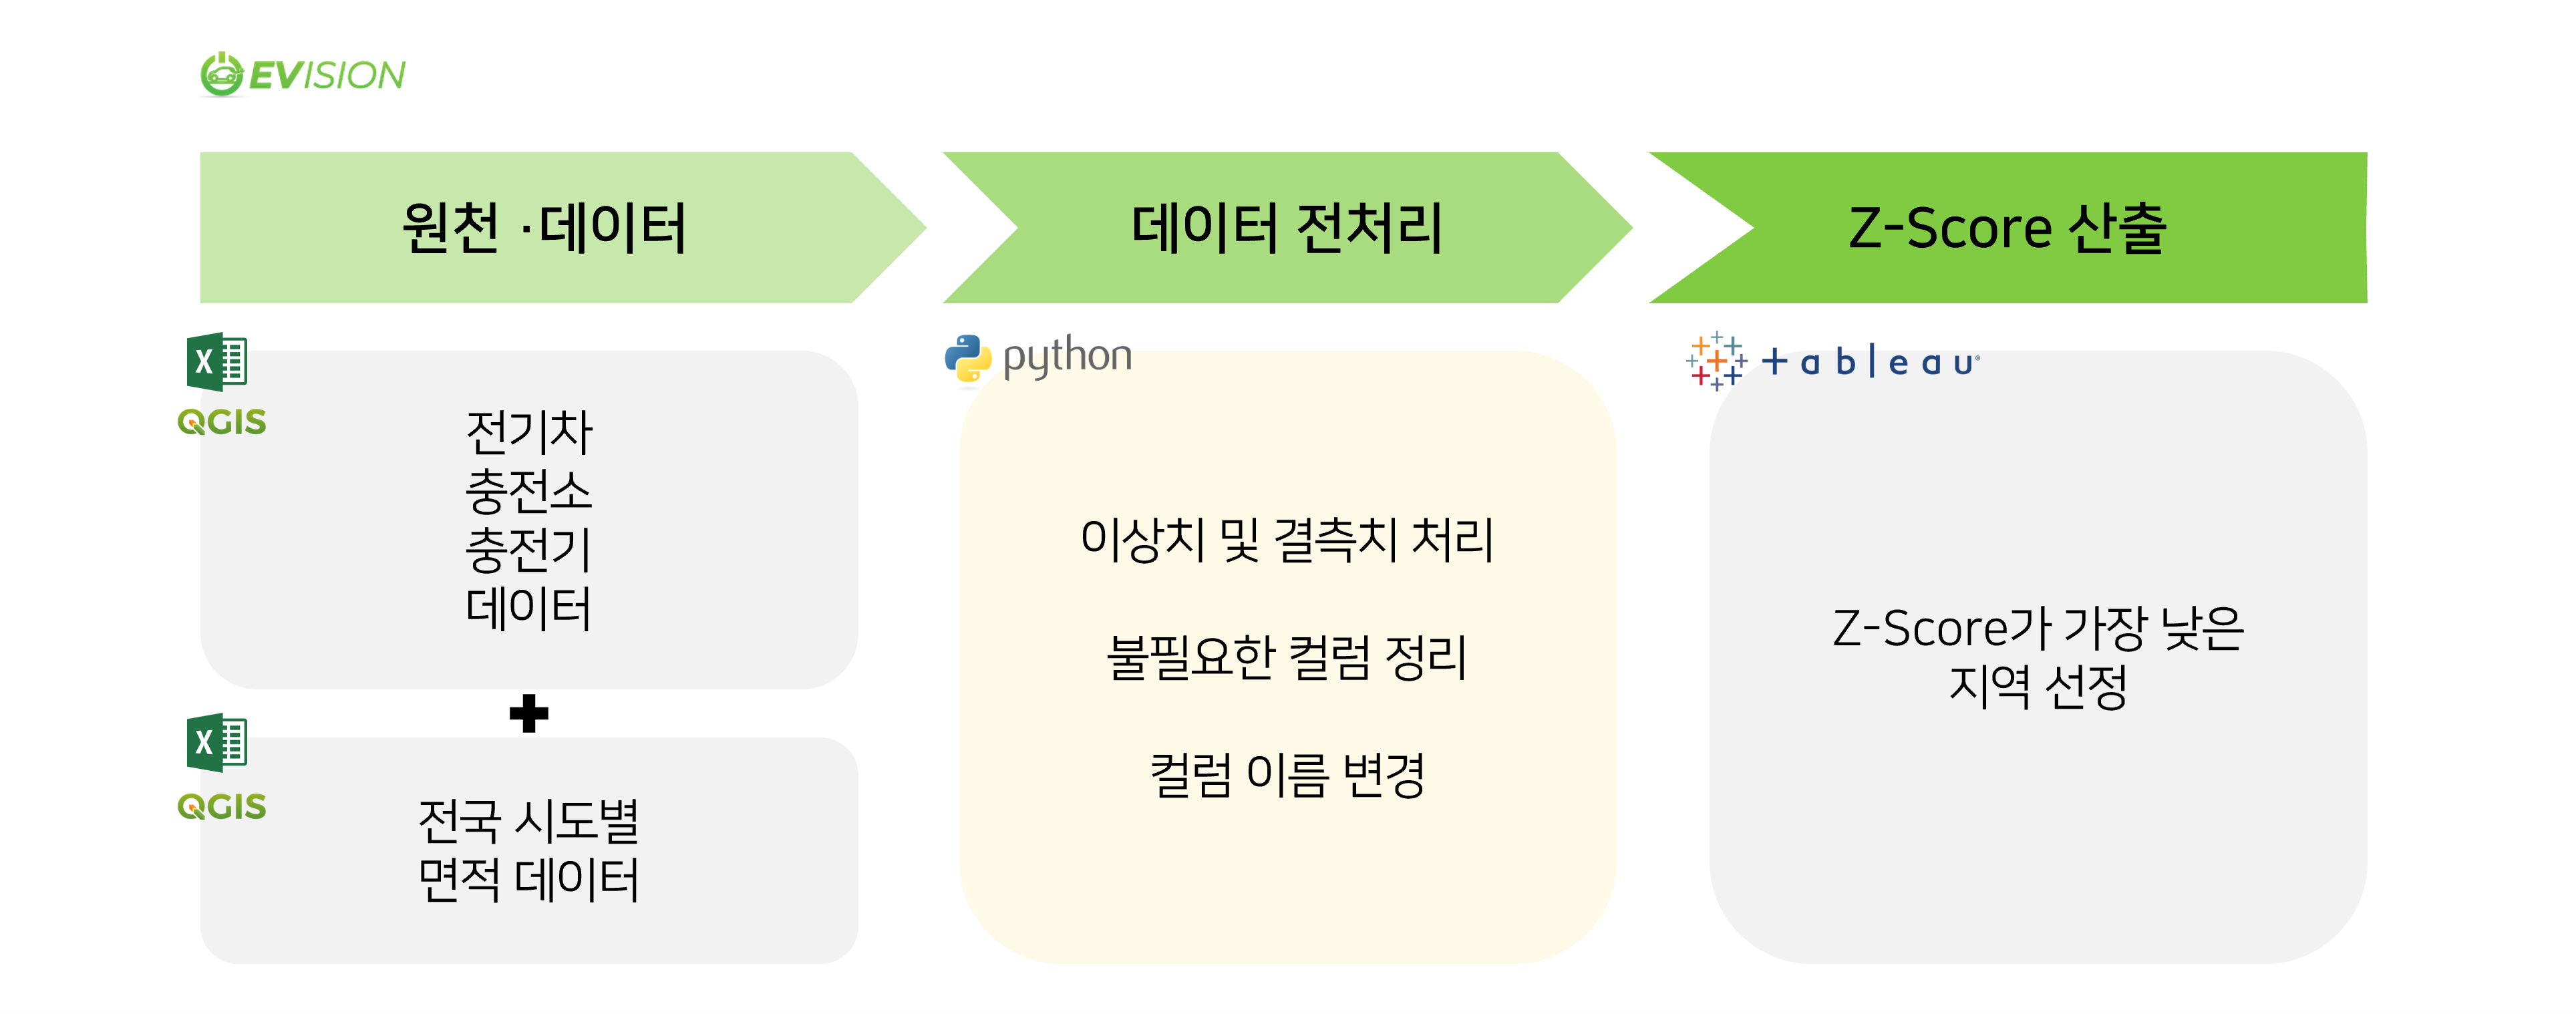 EVISION
원천 ·데이터
데이터 전처리
Z-Score 산출
QGIS
전기차
충전소
충전기
데이터
QGIS
전국 시도별
면적 데이터
python
이상치 및 결측치 처리
불필요한 컬럼 정리
컬럼 이름 변경
+ableau
Z-Score가 가장 낮은
지역 선정